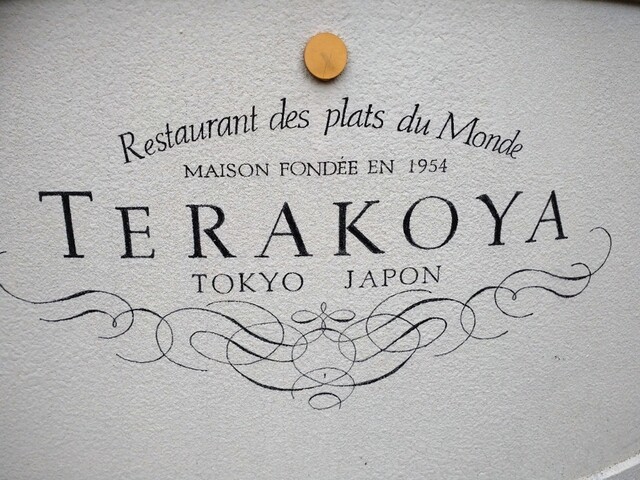 Restaurant des plats du Monde
MAISON FONDÉE EN 1954
TERAKOYA
TOKYO JAPON